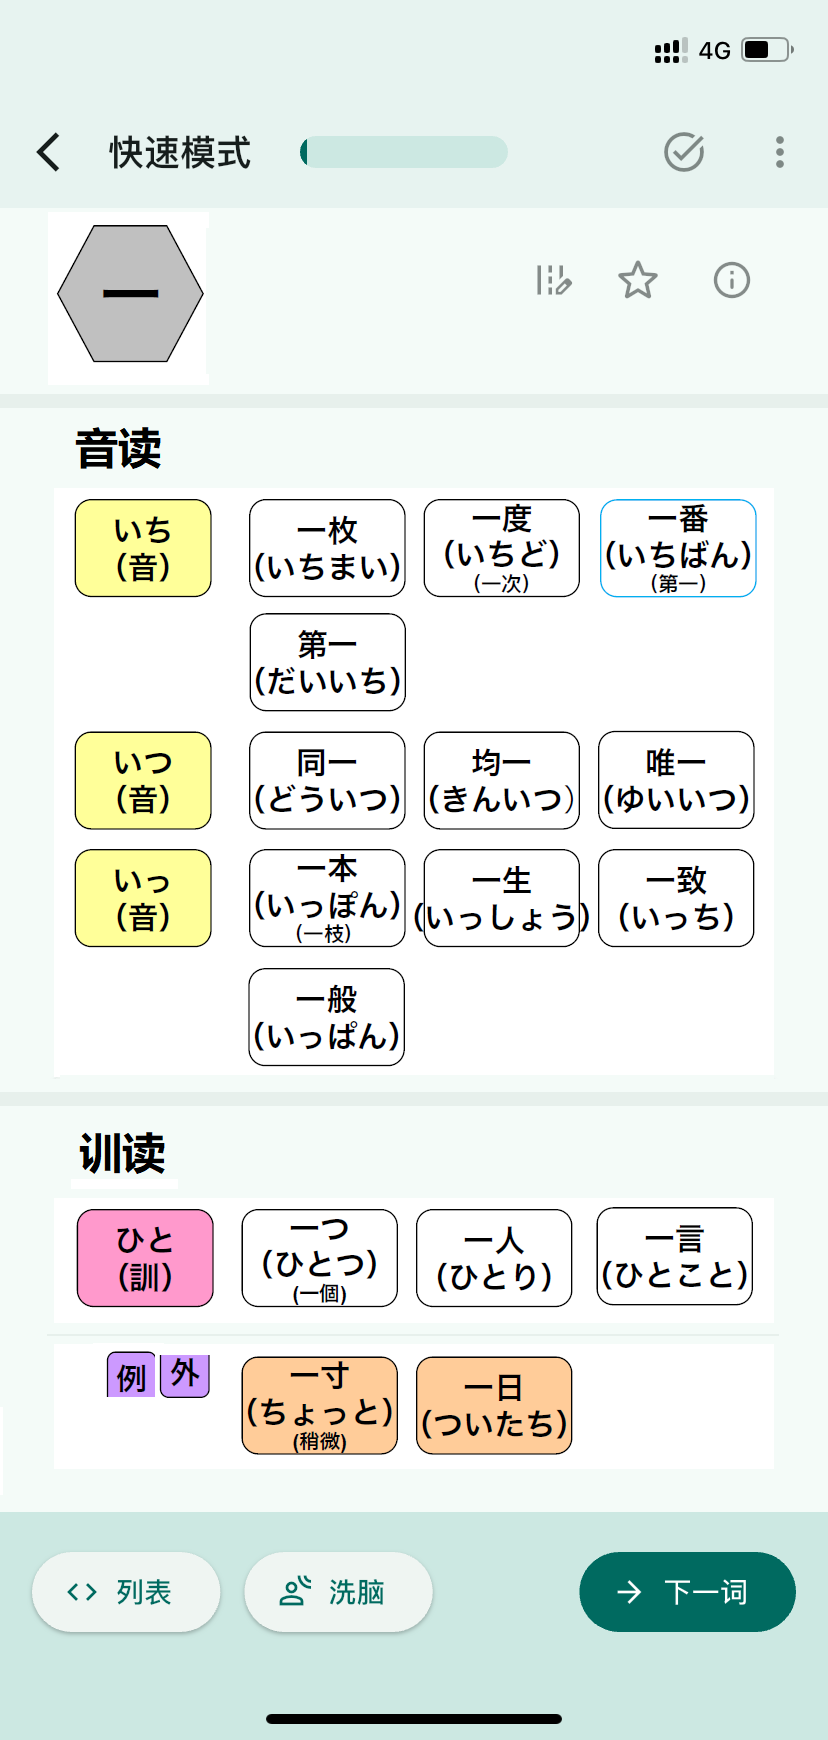 4G
快速模式
一
音读
いち
(音)
一枚
(いちまい)
一度
(いちど)
(一次)
一番
(いちばん)
(第一)
第一
(だいいち)
いつ
(音)
同一
(どういつ)
均一
(きんいつ)
唯一
(ゆいいつ)
いっ
(音)
一本
(いっぽん)
(一枝)
一生
(いっしょう)
一致
(いっち)
一般
(いっぱん)
训读
ひと
(訓)
一つ
(ひとつ)
(一個)
一人
(ひとり)
一言
(ひとこと)
例外
一寸
(ちょっと)
(稍微)
一日
(ついたち)
列表
洗脑
下一词